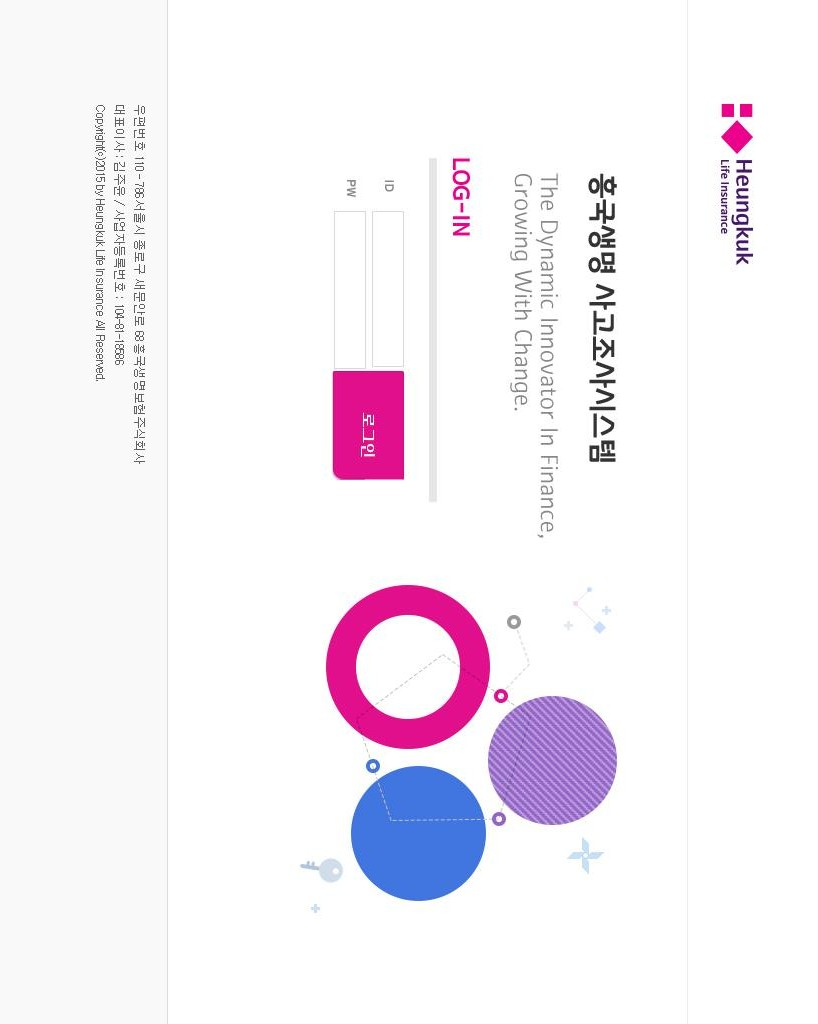 Heungkuk
Life Insurance
흥국생명 사고조사시스템
The Dynamic Innovator In Finance,
Growing With Change.
LOG-IN
ID
PW
로그인
우편번호 110 - 786 서울시 종로구 새문안로 68 흥국생명보험주식회사
대표이사 : 김주윤 / 사업자등록번호 : 104-81-18586
Copyright(c)2015 by Heungkuk Life Insurance All Reserved.